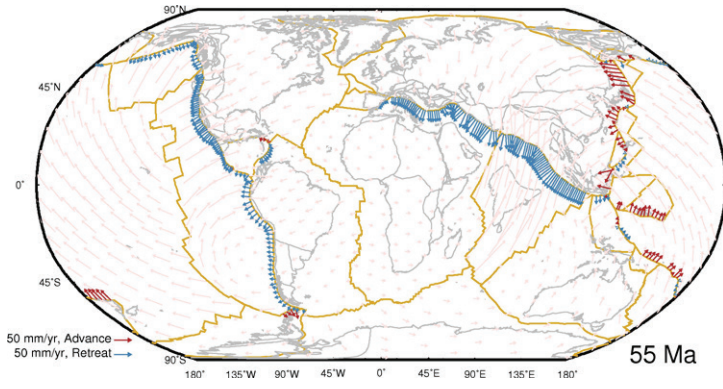 90˚N
45˚N
0˚
45˚S
50 mm/yr, Advance
50 mm/yr, Retreat
90˚S
55 Ma
180˚ 135˚W 90˚W 45˚W 0˚ 45˚E 90˚E 135˚E 180˚